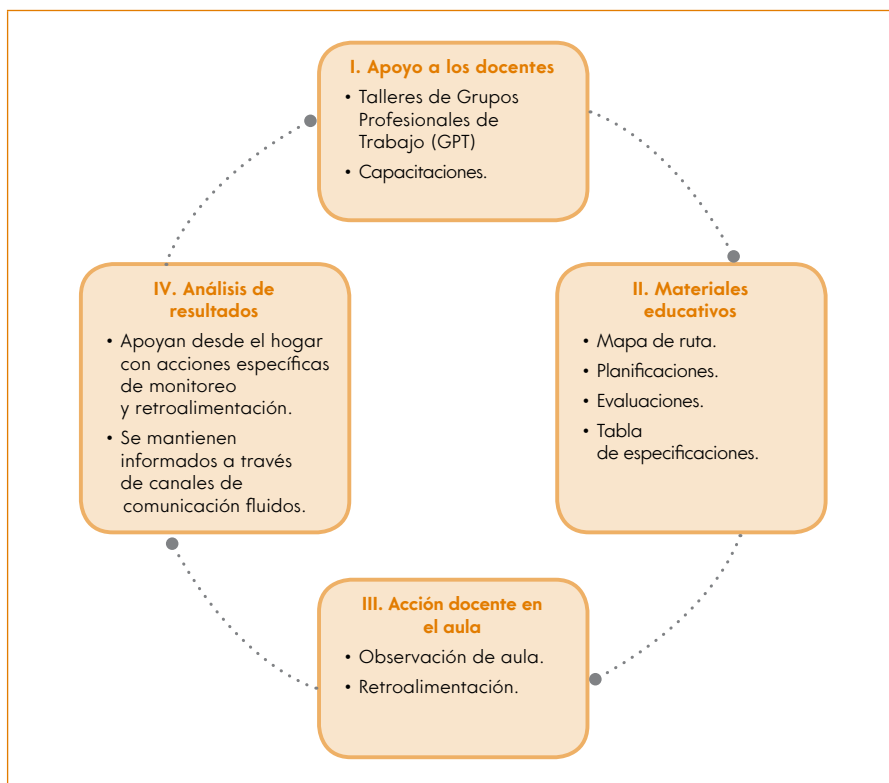 I. Apoyo a los docentes
• Talleres de Grupos
Profesionales de
Trabajo (GPT)
• Capacitaciones.
II. Materiales
educativos
• Mapa de ruta.
• Planificaciones.
• Evaluaciones.
• Tabla
de especificaciones.
III. Acción docente en
el aula
• Observación de aula.
• Retroalimentación.
IV. Análisis de
resultados
• Apoyan desde el hogar
con acciones específicas
de monitoreo
y retroalimentación.
• Se mantienen
informados a través
de canales de
comunicación fluidos.